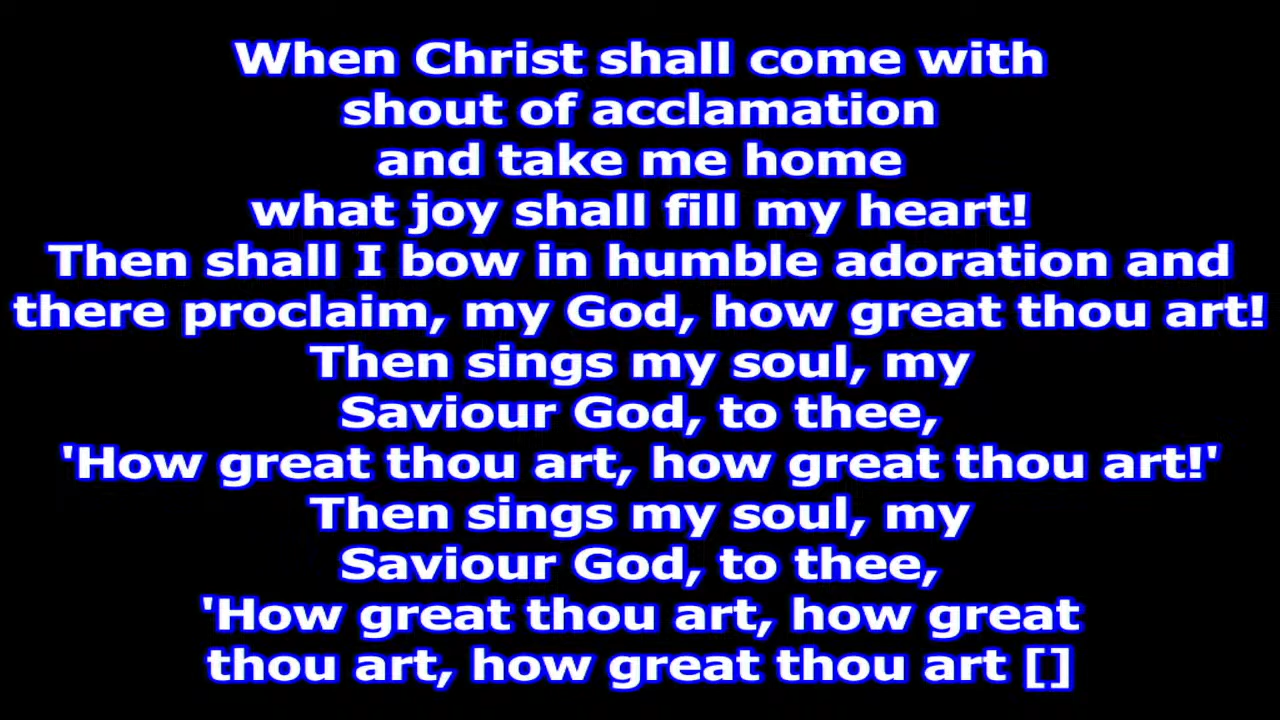 When Christ shall come with
shout of acclamation
and take me home
what joy shall fill my heart!
Then shall I bow in humble adoration and
there proclaim, my God, how great thou art!
Then sings my soul, my
Saviour God, to thee,
'How great thou art, how great thou art!'
Then sings my soul, my
Saviour God, to thee,
'How great thou art, how great
thou art, how great thou art []